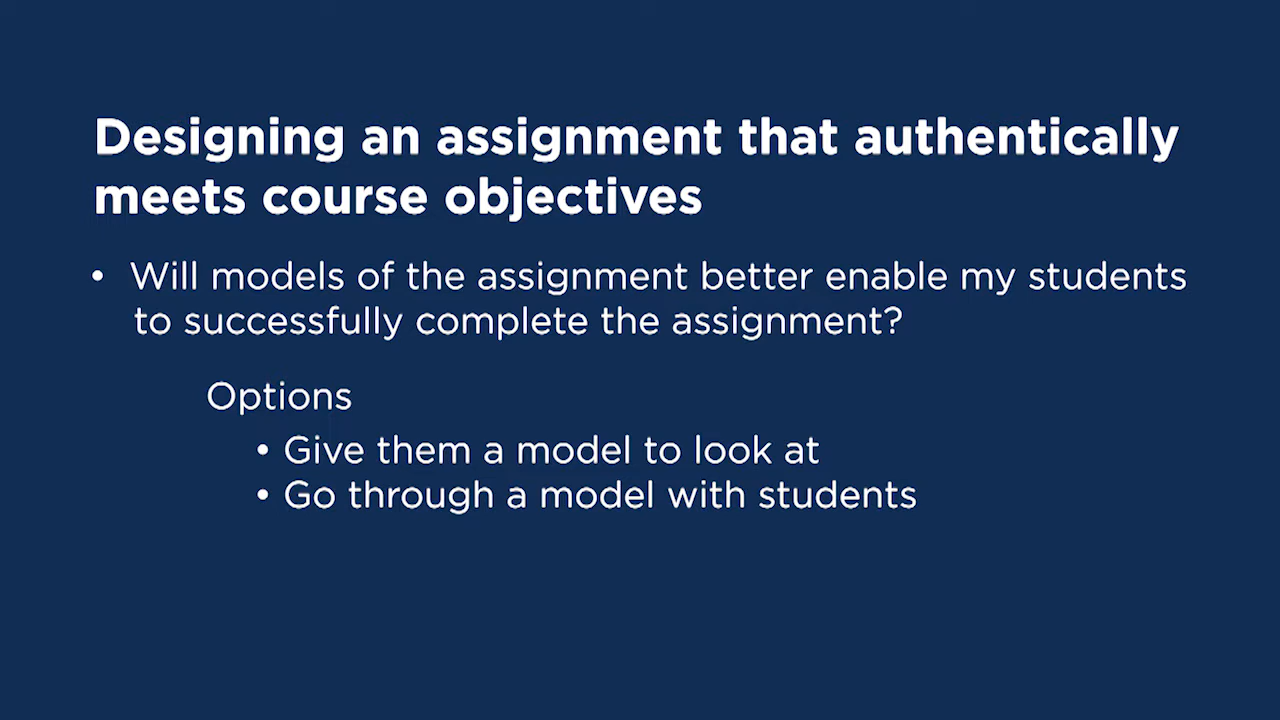 Designing an assignment that authentically
meets course objectives
• Will models of the assignment better enable my students
to successfully complete the assignment?
Options
• Give them a model to look at
• Go through a model with students